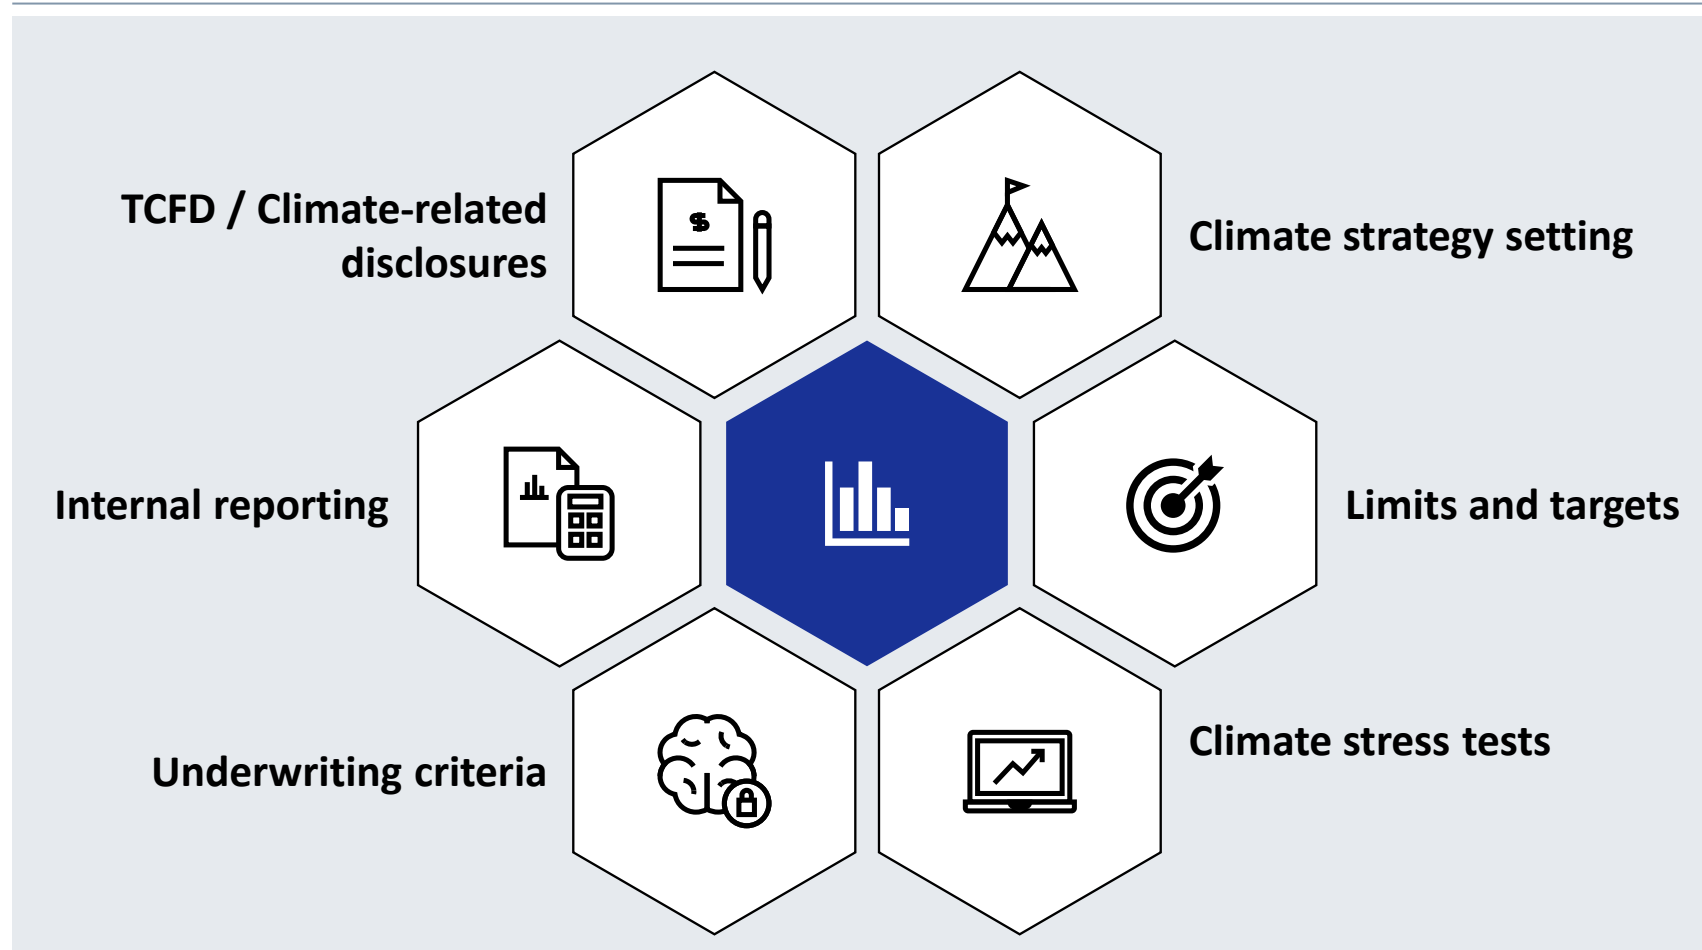 TCFD / Climate-related
disclosures
Climate strategy setting
Internal reporting
Limits and targets
Underwriting criteria
Climate stress tests
$